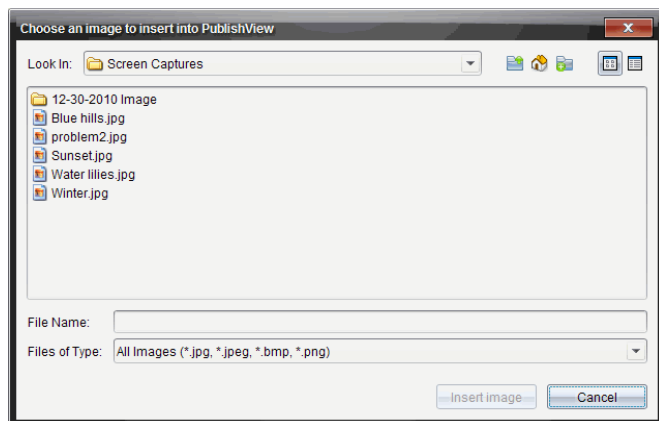 Choose an image to insert into PublishView
Look In: Screen Captures
12-30-2010 Image
Blue hills.jpg
problem2.jpg
Sunset.jpg
Water lilies.jpg
Winter.jpg
File Name:
Files of Type: All Images (*.jpg, *.jpeg, *.bmp, *.png)
Insert image Cancel